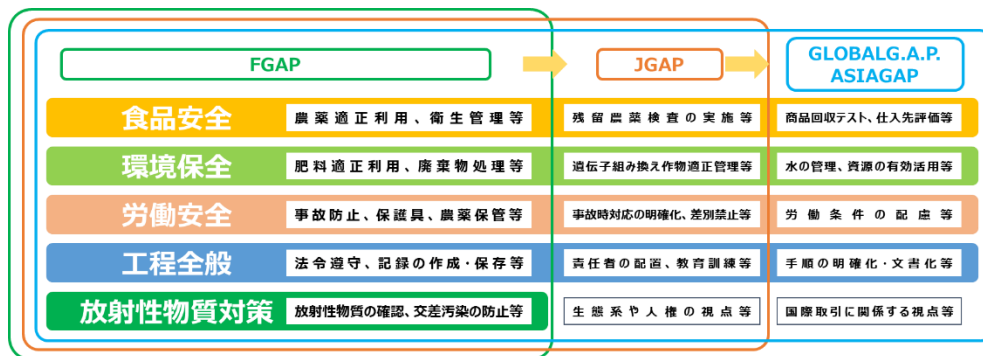 FGAP
JGAP
GLOBALG.A.P.
ASIAGAP
食品安全 農薬適正利用、衛生管理等 残留農薬検査の実施等 商品回収テスト、仕入先評価等
環境保全 肥料適正利用、廃棄物処理等 遺伝子組み換え作物適正管理等 水の管理、資源の有効活用等
労働安全 事故防止、保護具、農薬保管等 事故時対応の明確化、差別禁止等 労働条件の配慮等
工程全般 法令遵守、記録の作成・保存等 責任者の配置、教育訓練等 手順の明確化・文書化等
放射性物質対策 放射性物質の確認、交差汚染の防止等 生態系や人権の視点等 国際取引に関係する視点等